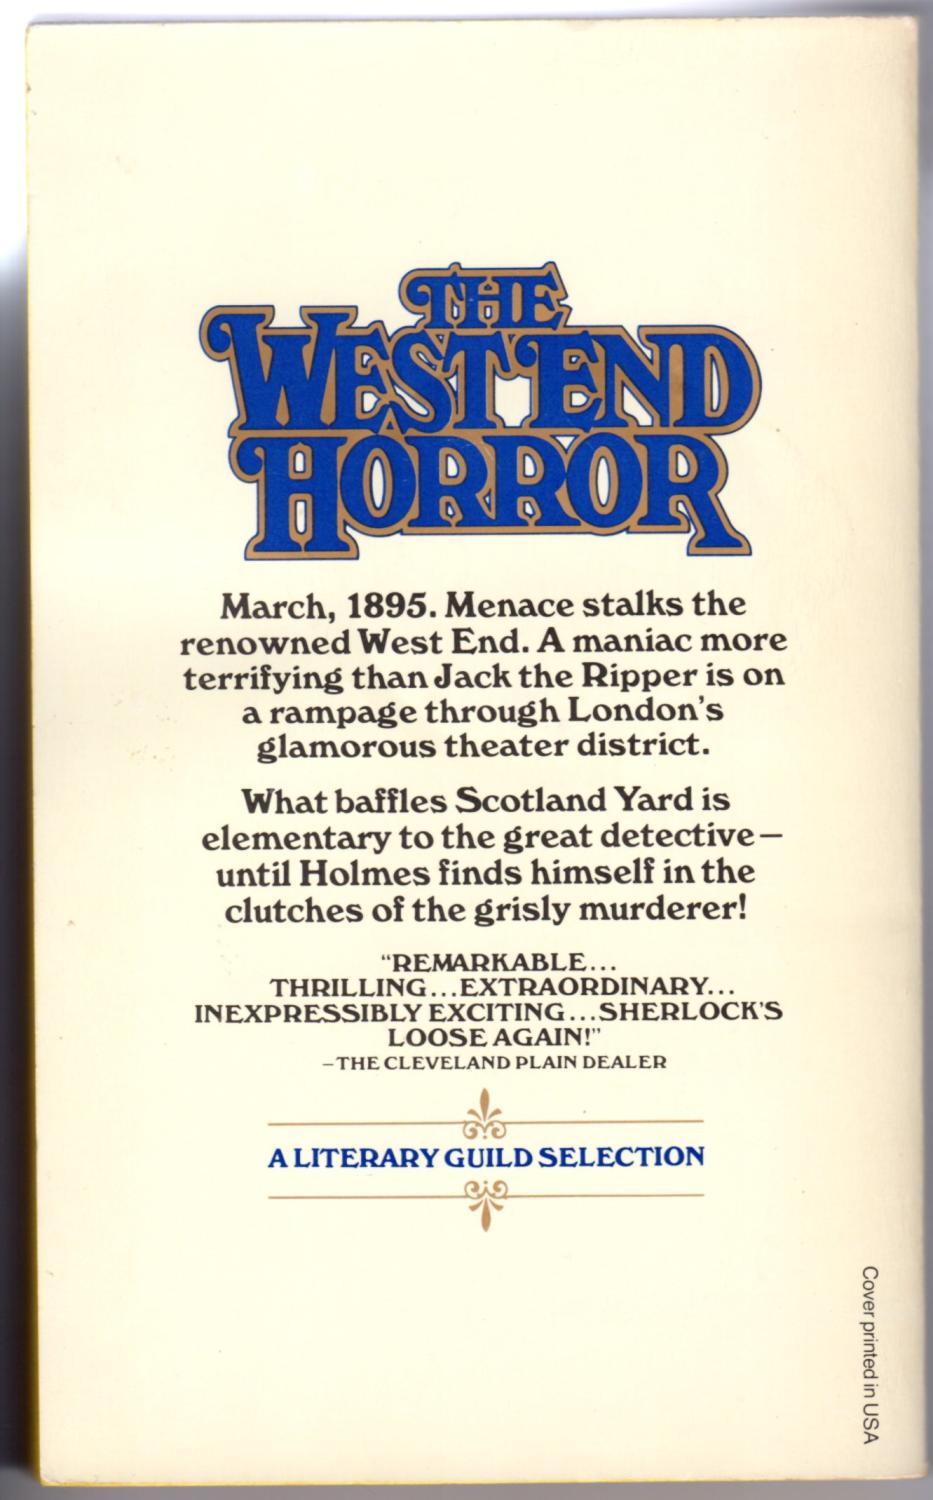 THE
WEST END
HORROR
March, 1895. Menace stalks the
renowned West End. A maniac more
terrifying than Jack the Ripper is on
a rampage through London's
glamorous theater district.
What baffles Scotland Yard is
elementary to the great detective—
until Holmes finds himself in the
clutches of the grisly murderer!
“REMARKABLE...
THRILLING...EXTRAORDINARY...
INEXPRESSIBLY EXCITING...SHERLOCK'S
LOOSE AGAIN!”
—THE CLEVELAND PLAIN DEALER
A LITERARY GUILD SELECTION
Cover printed in USA